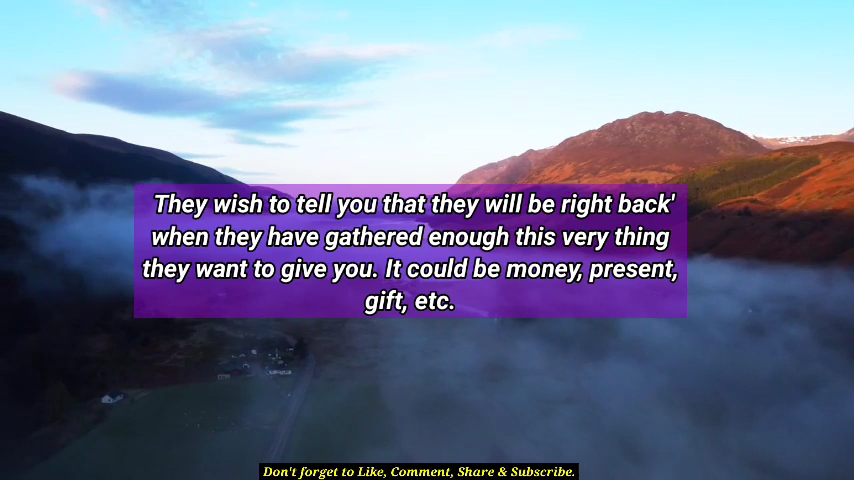 They wish to tell you that they will be right back'
when they have gathered enough this very thing
they want to give you. It could be money, present,
gift, etc.
Don't forget to Like, Comment, Share & Subscribe.